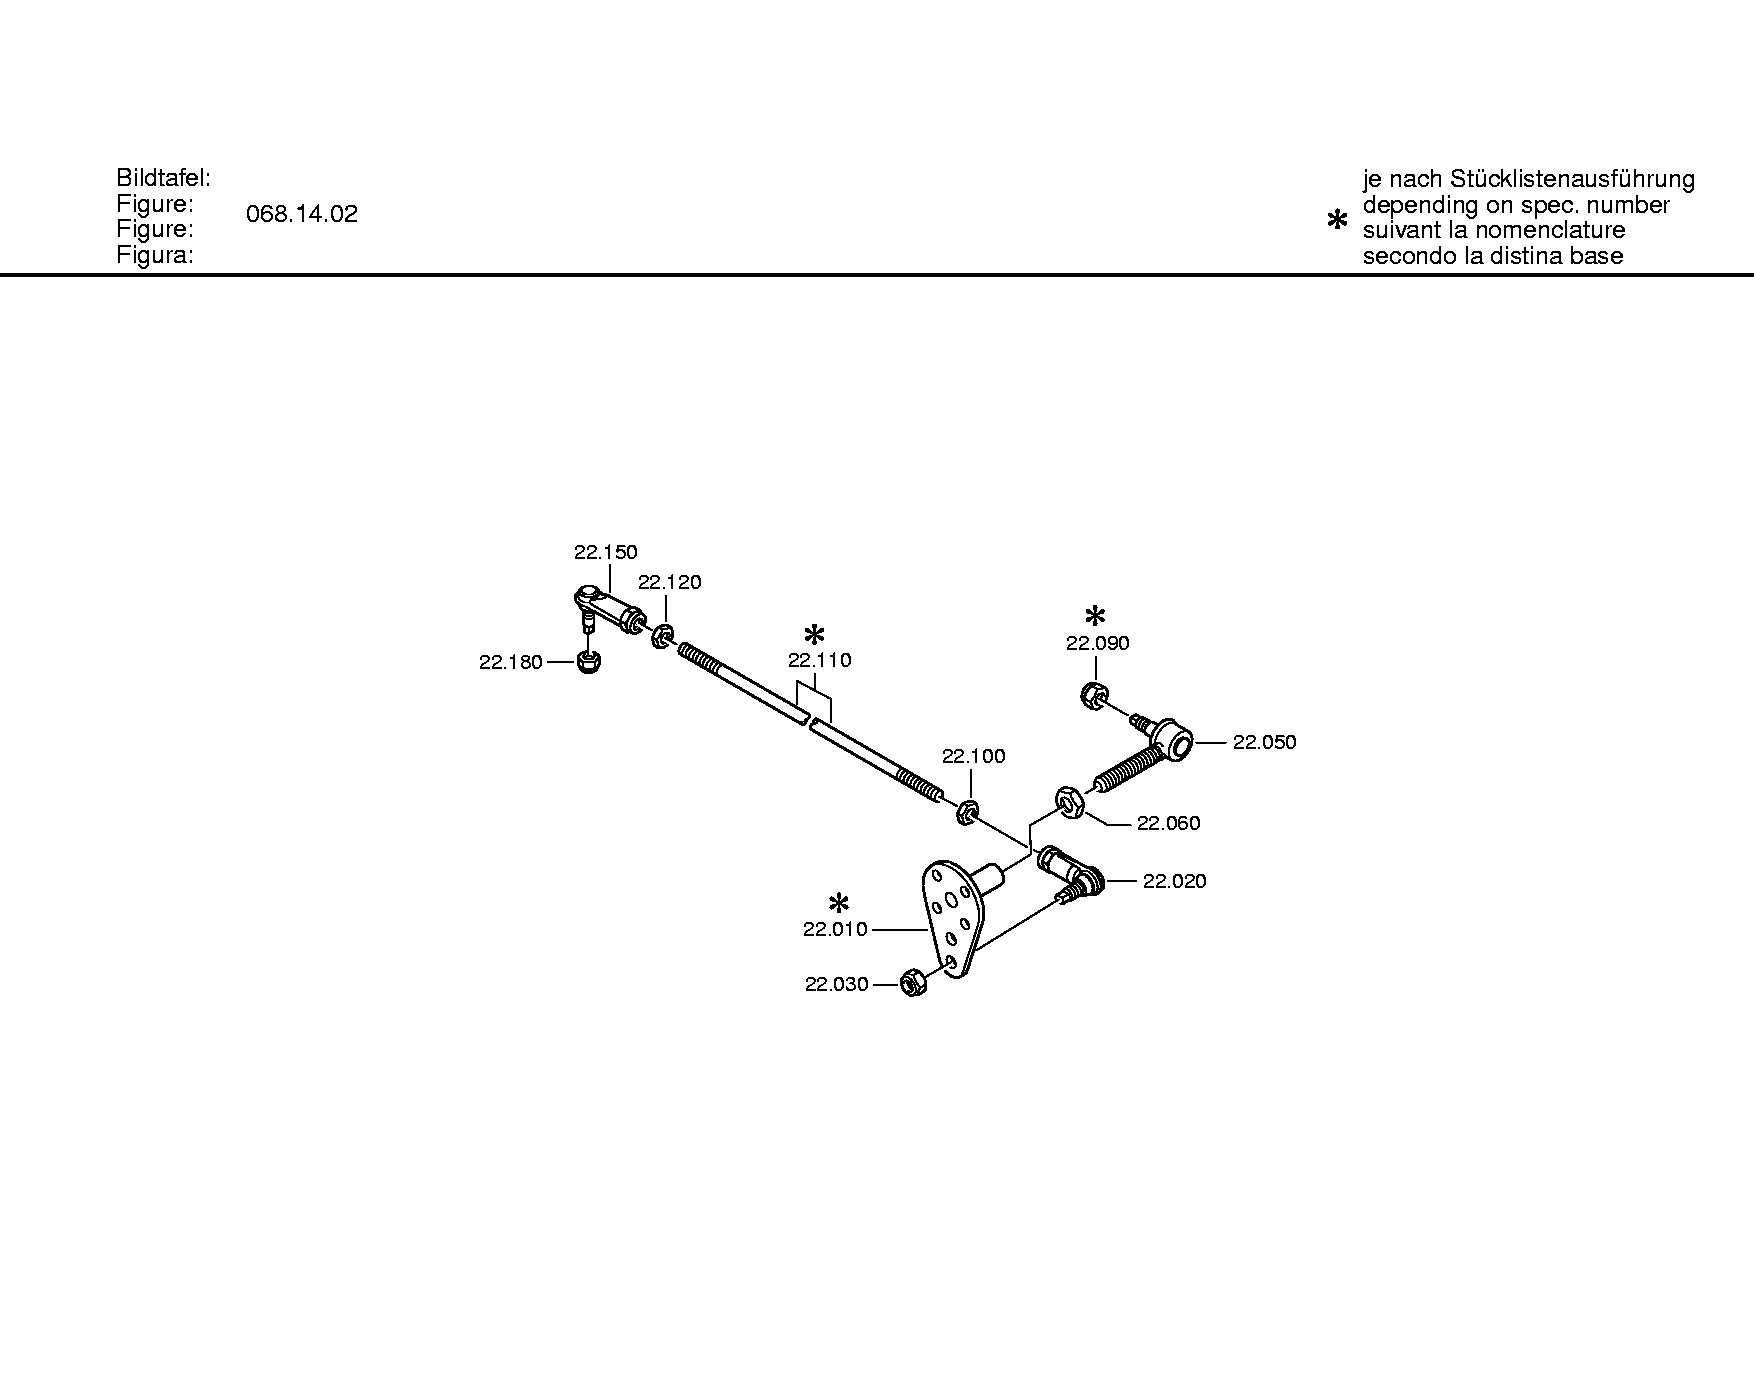 Bildtafel:
Figure:
Figure:
Figura:
068.14.02
je nach Stücklistenausführung
depending on spec. number
suivant la nomenclature
secondo la distina base
*
22.150
22.120
*
22.110
22.180
*
22.090
22.050
22.100
22.060
22.020
*
22.010
22.030